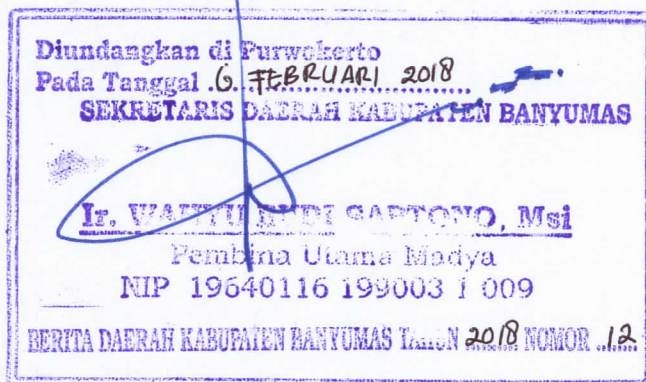 Diundangkan di Purwokerto
Pada Tanggal .6. FEBRUARI 2018
SEKRETARIS DAERAH KABUPATEN BANYUMAS
Ir. WAHYU BUDI SAPTONO, Msi
Pembina Utama Madya
NIP 19640116 199003 1 009
BERITA DAERAH KABUPATEN BANYUMAS TAHUN 2018 NOMOR ..12